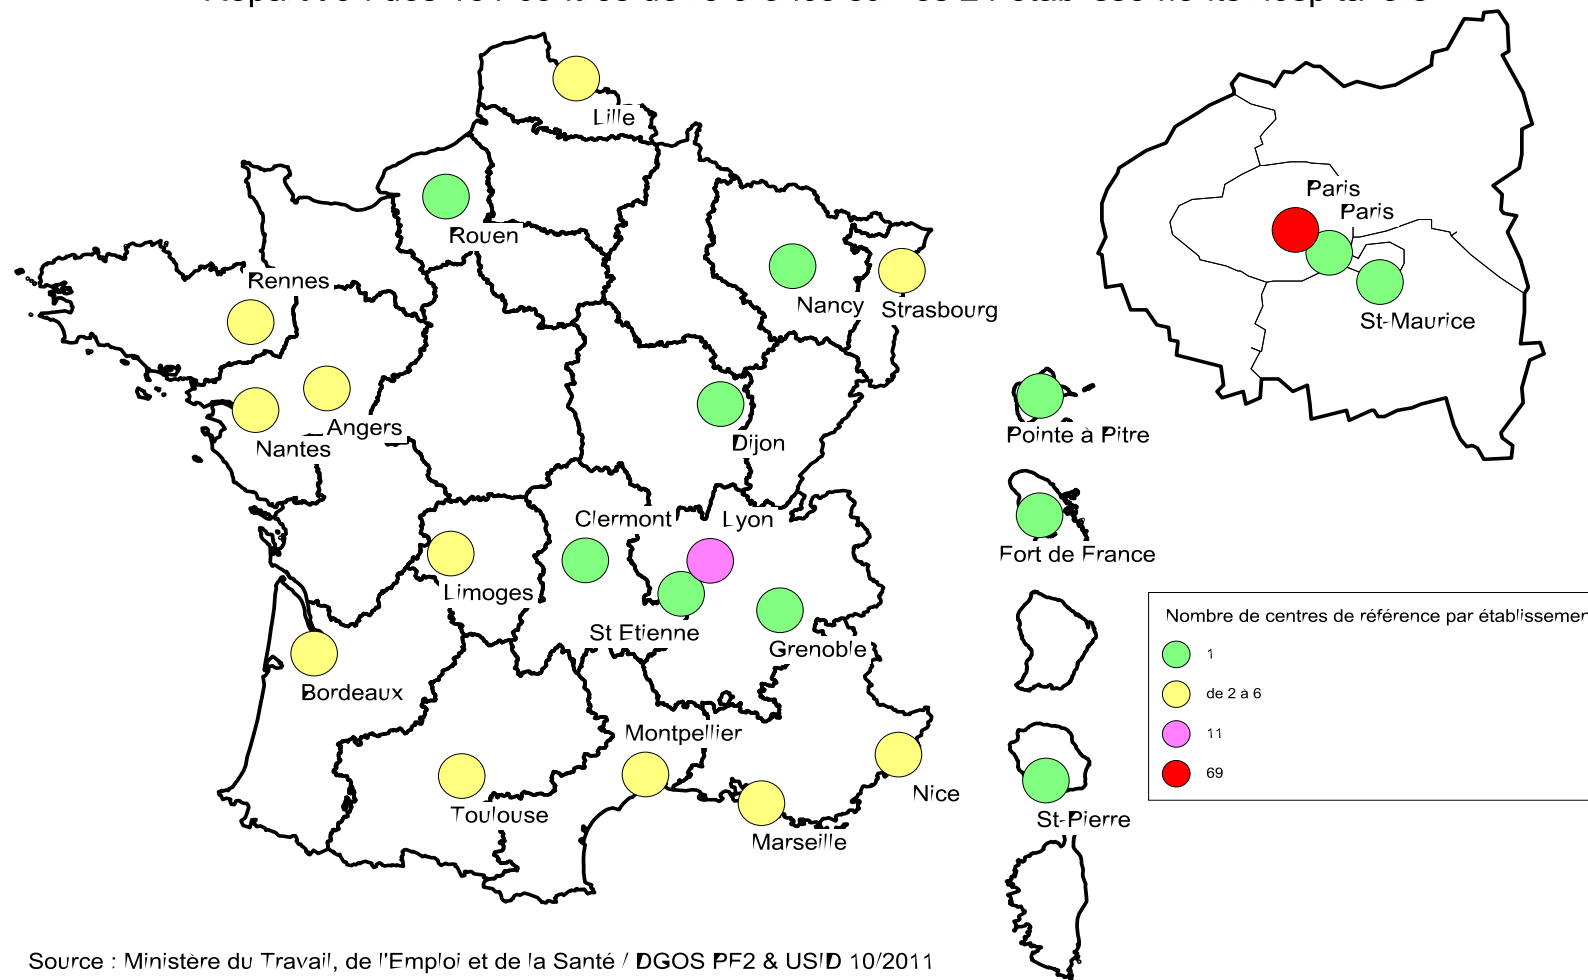 Lille
Rouen
Rennes
Nancy
Strasbourg
Angers
Nantes
Dijon
Clermont
Lyon
Limoges
St Etienne
Grenoble
Bordeaux
Montpellier
Toulouse
Nice
Marseille
Paris
Paris
St-Maurice
Pointe à Pitre
Fort de France
St-Pierre
Nombre de centres de référence par établissemen
1
de 2 à 6
11
69
Source : Ministère du Travail, de l'Emploi et de la Santé / DGOS PF2 & USID 10/2011